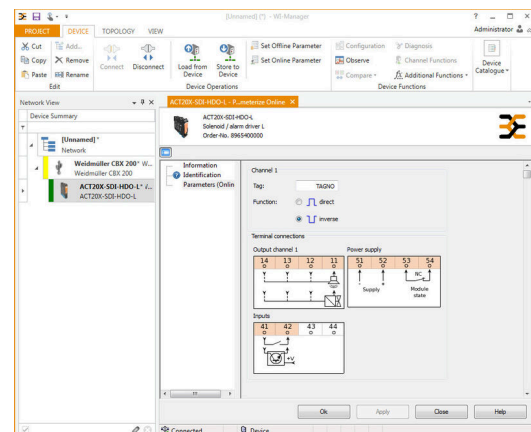 [Unnamed] (*) - WI-Manager
PROJECT DEVICE TOPOLOGY VIEW
Administrator
Cut
Copy
Paste
Add...
Remove
Rename
Edit
Connect
Disconnect
Load from Device
Store to Device
Set Offline Parameter
Set Online Parameter
Device Operations
Configuration
Observe
Compare
Diagnosis
Channel Functions
Additional Functions
Device Functions
Device Catalogue
Network View
Device Summary
[Unnamed]*
Network
Weidmüller CBX 200* W...
Weidmüller CBX 200
ACT20X-SDI-HDO-L* /...
ACT20X-SDI-HDO-L
ACT20X-SDI-HDO-L - P...meterize Online
ACT20X-SDI-HDO-L
Solenoid / alarm driver L
Order-No. 8965400000
Information
Identification
Parameters (Onlin
Channel 1
Tag: TAGNO
Function: direct
inverse
Terminal connections
Output channel 1
14 13 12 11
Power supply
51 52 53 54
- +
Supply
NC
Module state
Inputs
41 42 43 44
+V
Ok Apply Close Help
Connected Device